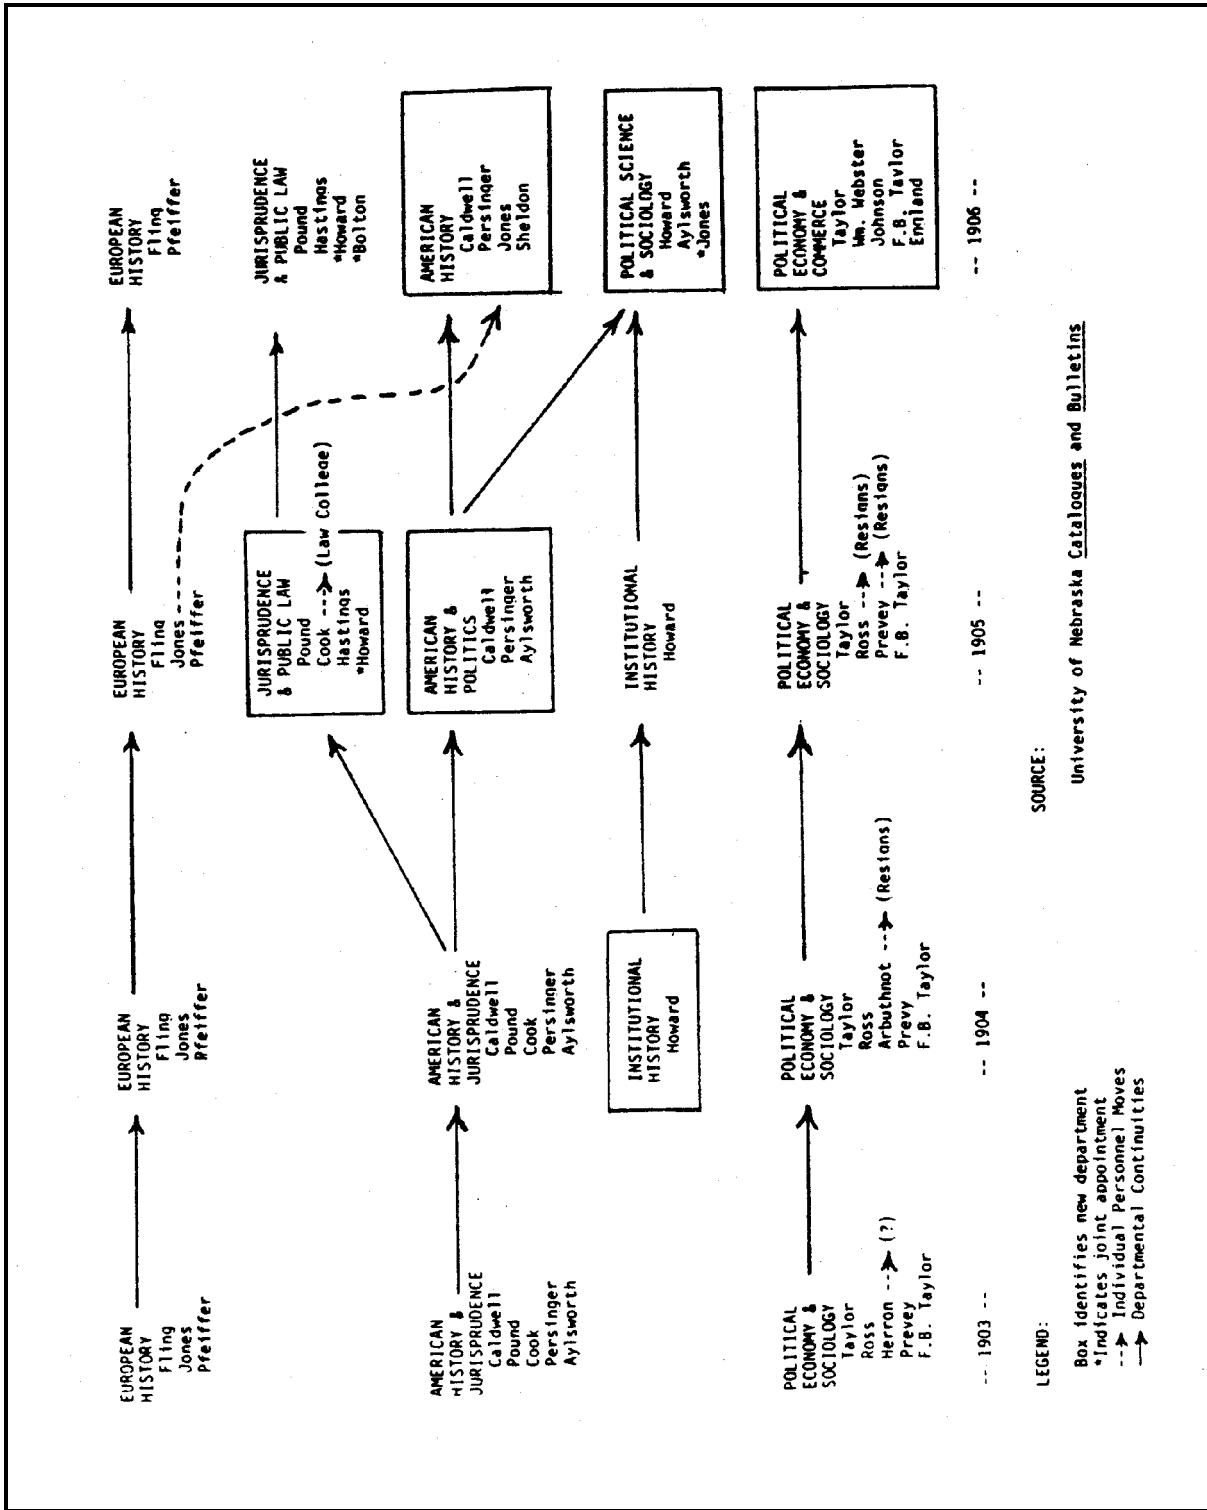 EUROPEAN
HISTORY
Fling
Jones
Pfeiffer
EUROPEAN
HISTORY
Fling
Jones
Pfeiffer
EUROPEAN
HISTORY
Fling
Jones
Pfeiffer
EUROPEAN
HISTORY
Fling
Pfeiffer
JURISPRUDENCE
& PUBLIC LAW
Pound
Cook --> (Law College)
Hastings
*Howard
JURISPRUDENCE
& PUBLIC LAW
Pound
Hastings
*Howard
*Bolton
AMERICAN
HISTORY &
JURISPRUDENCE
Caldwell
Pound
Cook
Persinger
Aylsworth
AMERICAN
HISTORY &
JURISPRUDENCE
Caldwell
Pound
Cook
Persinger
Aylsworth
AMERICAN
HISTORY &
POLITICS
Caldwell
Persinger
Aylsworth
AMERICAN
HISTORY
Caldwell
Persinger
Jones
Sheldon
INSTITUTIONAL
HISTORY
Howard
INSTITUTIONAL
HISTORY
Howard
POLITICAL SCIENCE
& SOCIOLOGY
Howard
Aylsworth
*Jones
POLITICAL
ECONOMY &
SOCIOLOGY
Taylor
Ross
Herron --> (?)
Prevey
F.B. Taylor
POLITICAL
ECONOMY &
SOCIOLOGY
Taylor
Ross
Arbuthnot --> (Resigns)
Prevy
F.B. Taylor
POLITICAL
ECONOMY &
SOCIOLOGY
Taylor
Ross --> (Resigns)
Prevey --> (Resigns)
F.B. Taylor
POLITICAL
ECONOMY &
COMMERCE
Taylor
Wm. Webster
Johnson
F.B. Taylor
England
-- 1903 --
-- 1904 --
-- 1905 --
-- 1906 --
LEGEND:
Box identifies new department
*Indicates joint appointment
--> Individual Personnel Moves
—> Departmental Continuities
SOURCE:
University of Nebraska Catalogues and Bulletins